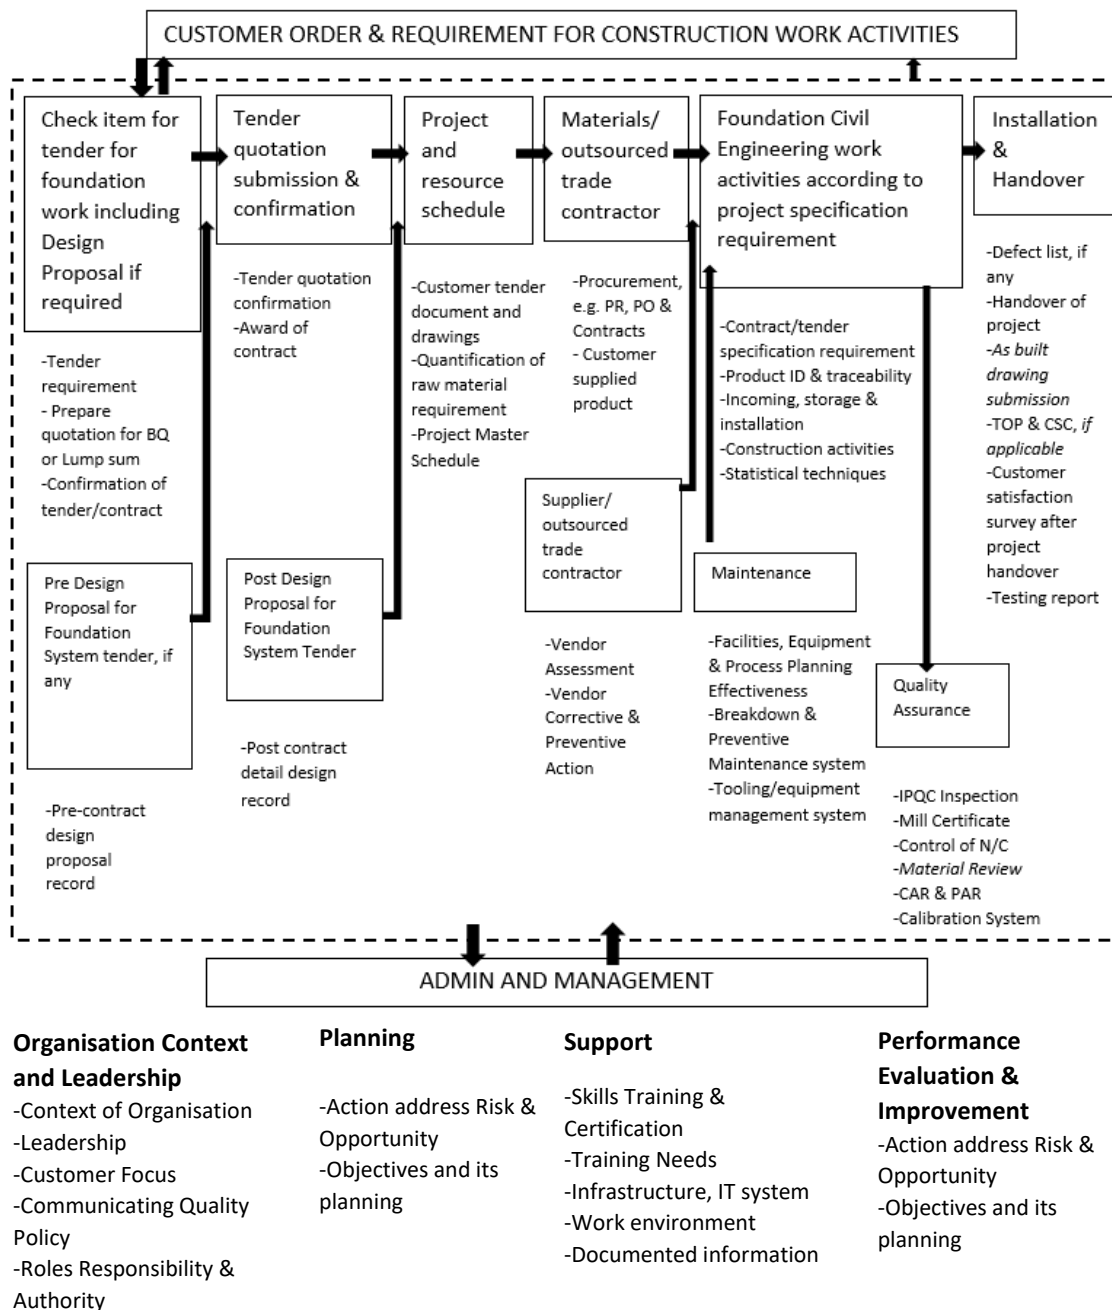 CUSTOMER ORDER & REQUIREMENT FOR CONSTRUCTION WORK ACTIVITIES
Check item for
tender for
foundation
work including
Design
Proposal if
required
Tender
quotation
submission &
confirmation
Project
and
resource
schedule
Materials/
outsourced
trade
contractor
Foundation Civil
Engineering work
activities according to
project specification
requirement
Installation
&
Handover
-Tender
requirement
- Prepare
quotation for BQ
or Lump sum
-Confirmation of
tender/contract
-Tender quotation
confirmation
-Award of
contract
-Customer tender
document and
drawings
-Quantification of
raw material
requirement
-Project Master
Schedule
-Procurement,
e.g. PR, PO &
Contracts
- Customer
supplied
product
-Contract/tender
specification requirement
-Product ID & traceability
-Incoming, storage &
installation
-Construction activities
-Statistical techniques
-Defect list, if
any
-Handover of
project
-As built
drawing
submission
-TOP & CSC, if
applicable
-Customer
satisfaction
survey after
project
handover
-Testing report
Pre Design
Proposal for
Foundation
System tender, if
any
Post Design
Proposal for
Foundation
System Tender
Supplier/
outsourced
trade
contractor
Maintenance
Quality
Assurance
-Pre-contract
design
proposal
record
-Post contract
detail design
record
-Vendor
Assessment
-Vendor
Corrective &
Preventive
Action
-Facilities, Equipment
& Process Planning
Effectiveness
-Breakdown &
Preventive
Maintenance system
-Tooling/equipment
management system
-IPQC Inspection
-Mill Certificate
-Control of N/C
-Material Review
-CAR & PAR
-Calibration System
ADMIN AND MANAGEMENT
Organisation Context
and Leadership
-Context of Organisation
-Leadership
-Customer Focus
-Communicating Quality
Policy
-Roles Responsibility &
Authority
Planning
-Action address Risk &
Opportunity
-Objectives and its
planning
Support
-Skills Training &
Certification
-Training Needs
-Infrastructure, IT system
-Work environment
-Documented information
Performance
Evaluation &
Improvement
-Action address Risk &
Opportunity
-Objectives and its
planning